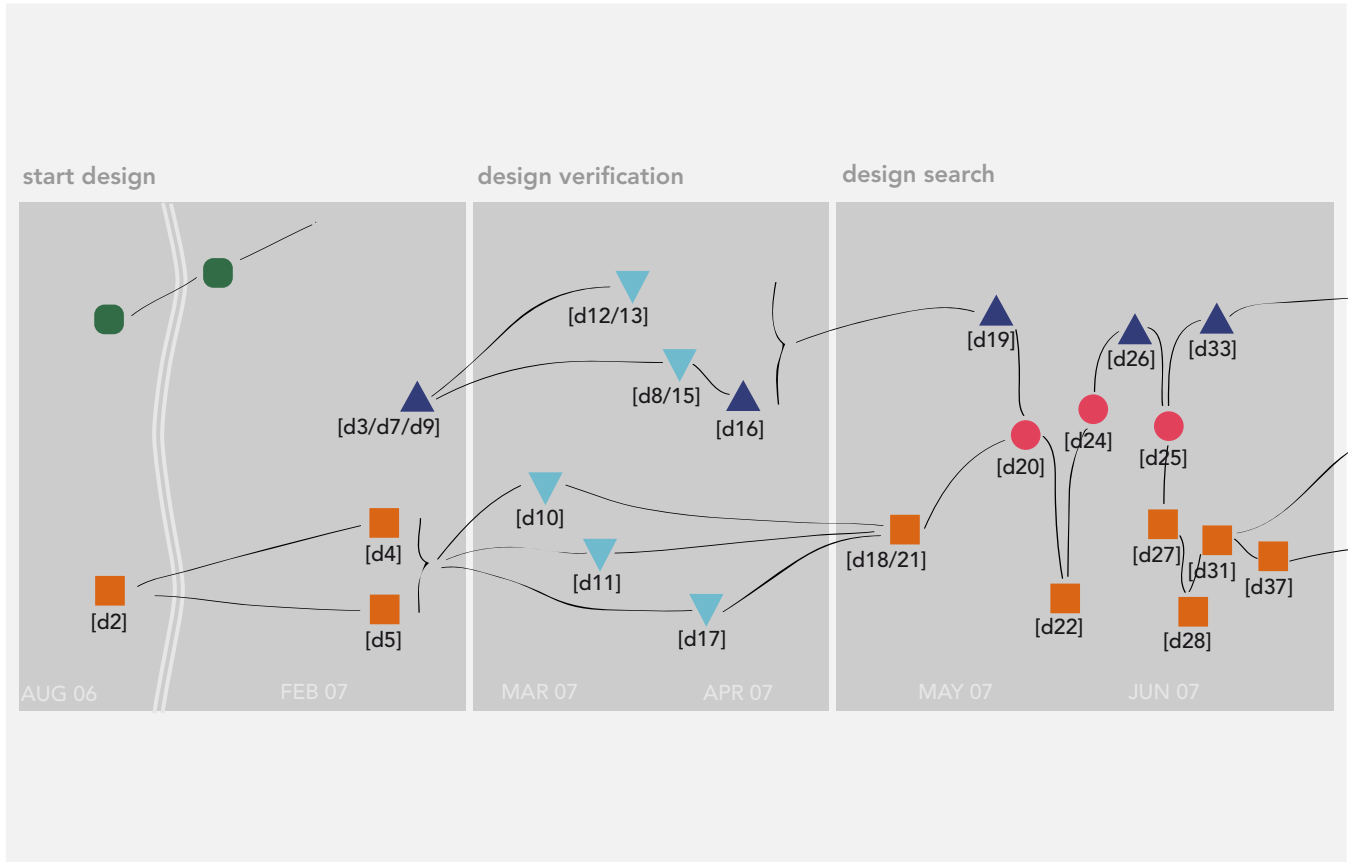 start design
design verification
design search
[d12/13]
[d19]
[d26]
[d33]
[d3/d7/d9]
[d8/15]
[d16]
[d20]
[d24]
[d25]
[d10]
[d4]
[d11]
[d18/21]
[d27]
[d31]
[d37]
[d2]
[d5]
[d17]
[d22]
[d28]
AUG 06
FEB 07
MAR 07
APR 07
MAY 07
JUN 07